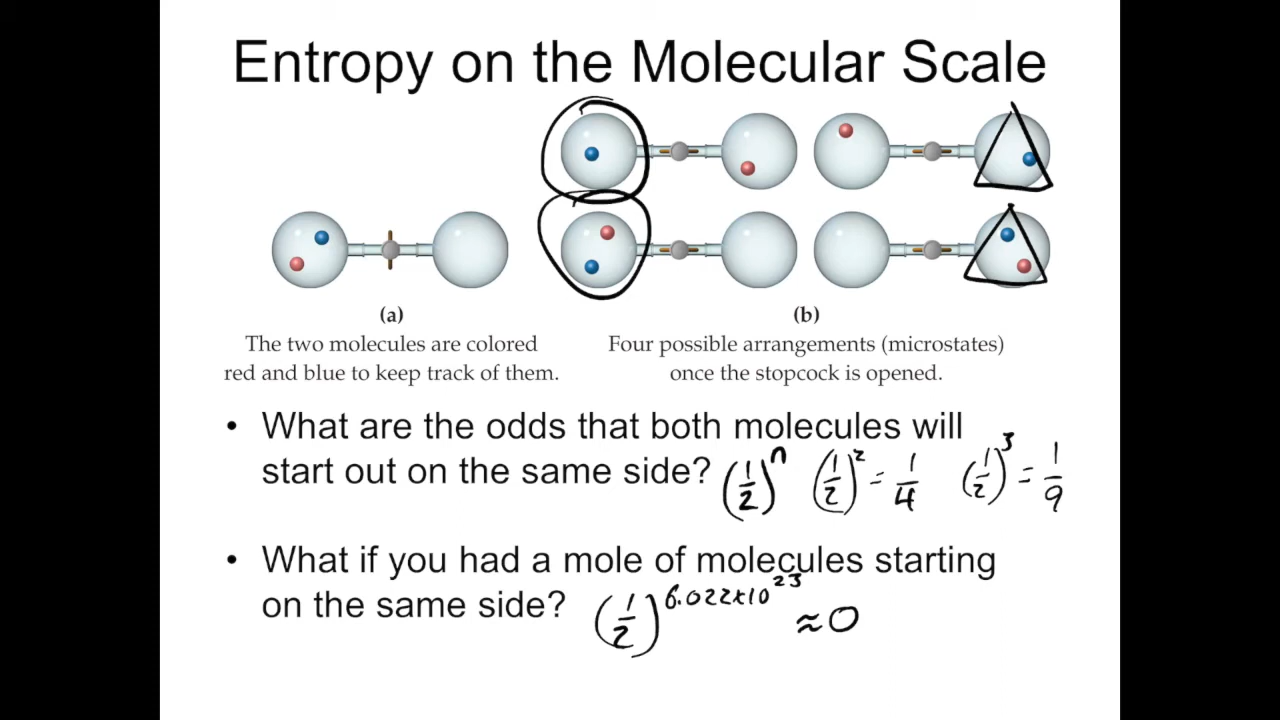 Entropy on the Molecular Scale
(a)
The two molecules are colored
red and blue to keep track of them.
(b)
Four possible arrangements (microstates)
once the stopcock is opened.
• What are the odds that both molecules will
start out on the same side? (1/2)^n (1/2)^2 = 1/4 (1/2)^3 = 1/9
• What if you had a mole of molecules starting
on the same side? (1/2)^6.022x10^23 ≈0